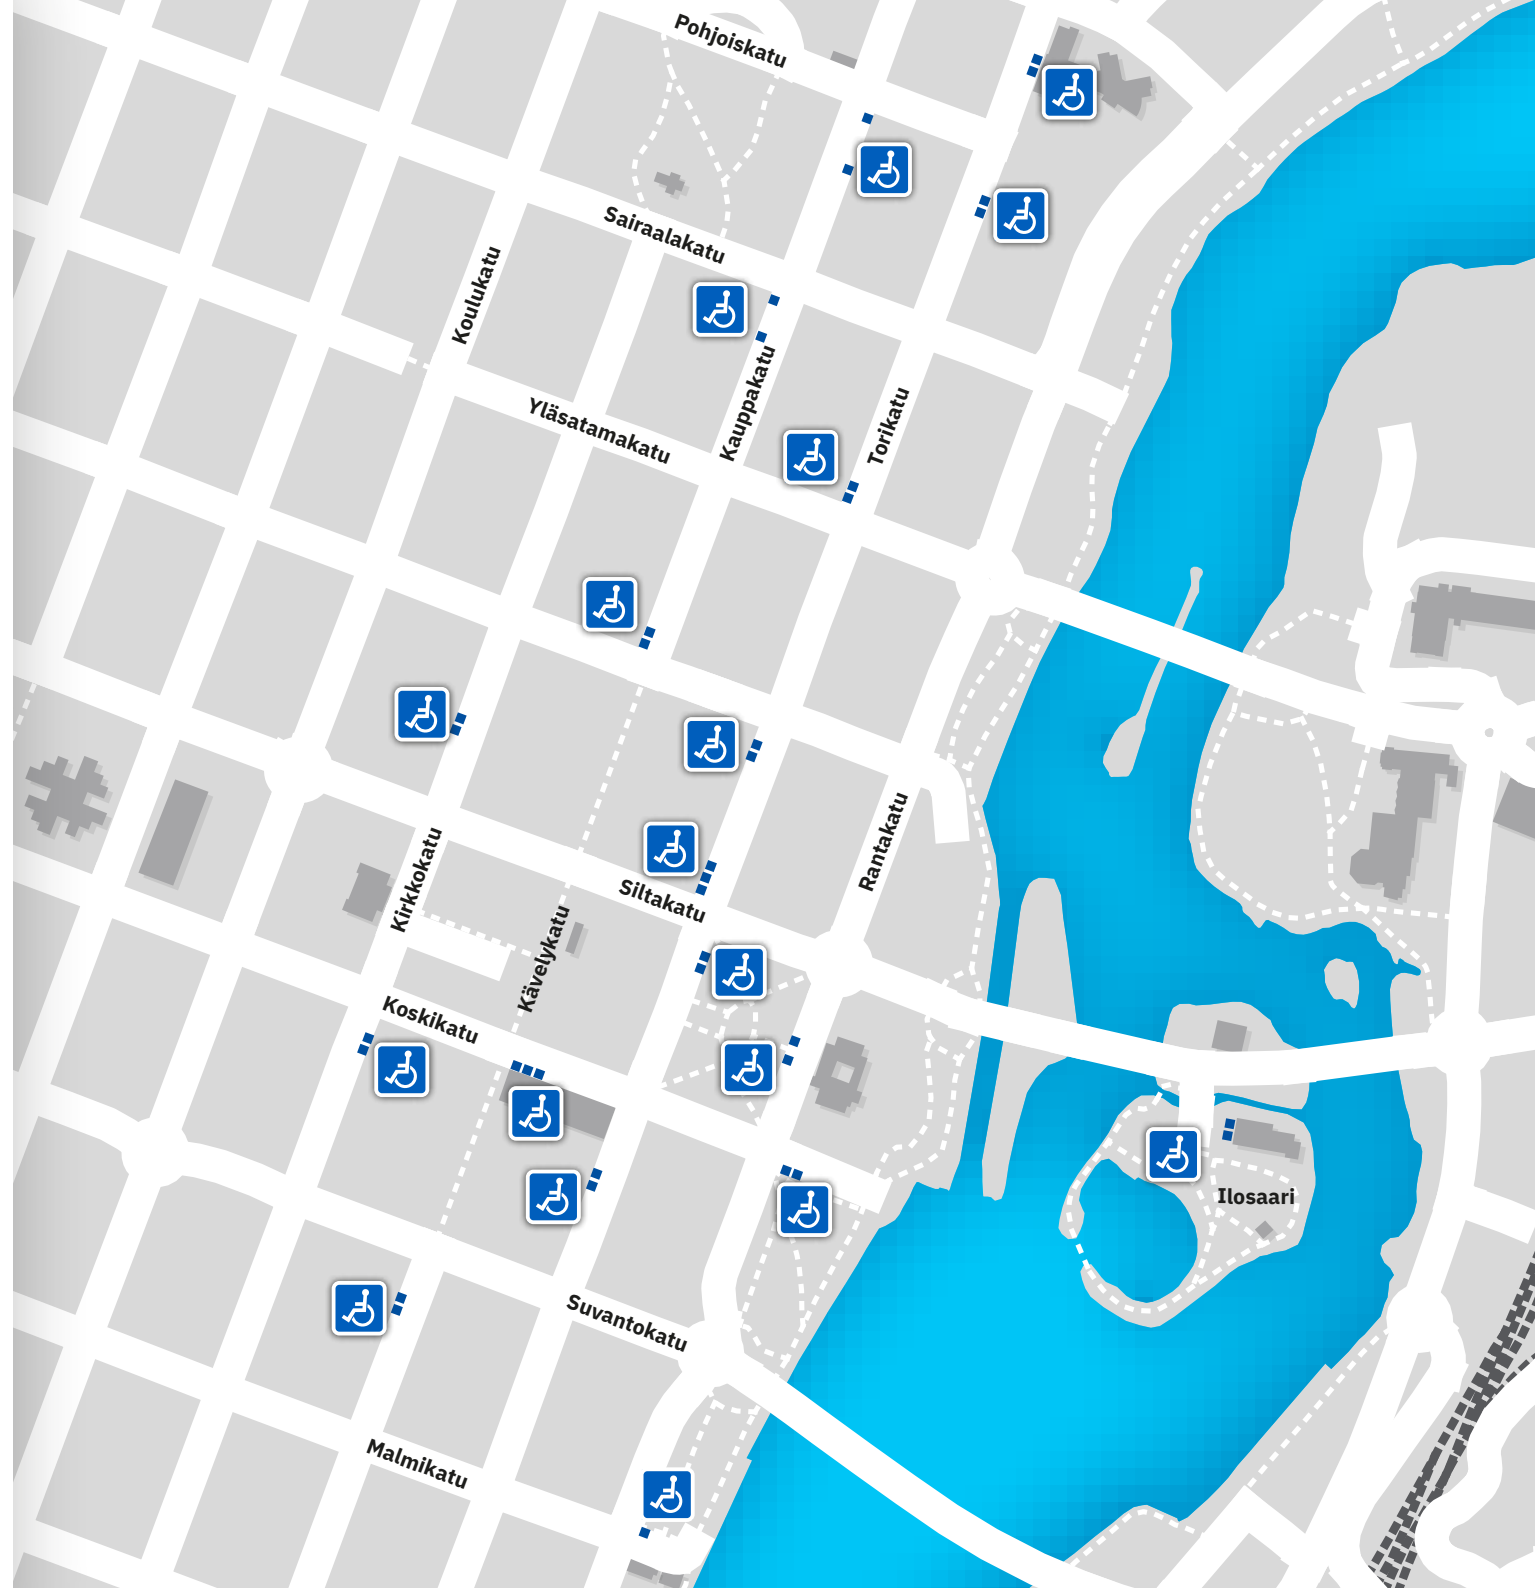 Pohjoiskatu
Sairaalakatu
Koulukatu
Kauppakatu
Torikatu
Yläsatamakatu
Rantakatu
Kirkkokatu
Siltakatu
Kävelykatu
Koskikatu
Ilosaari
Suvantokatu
Malmikatu